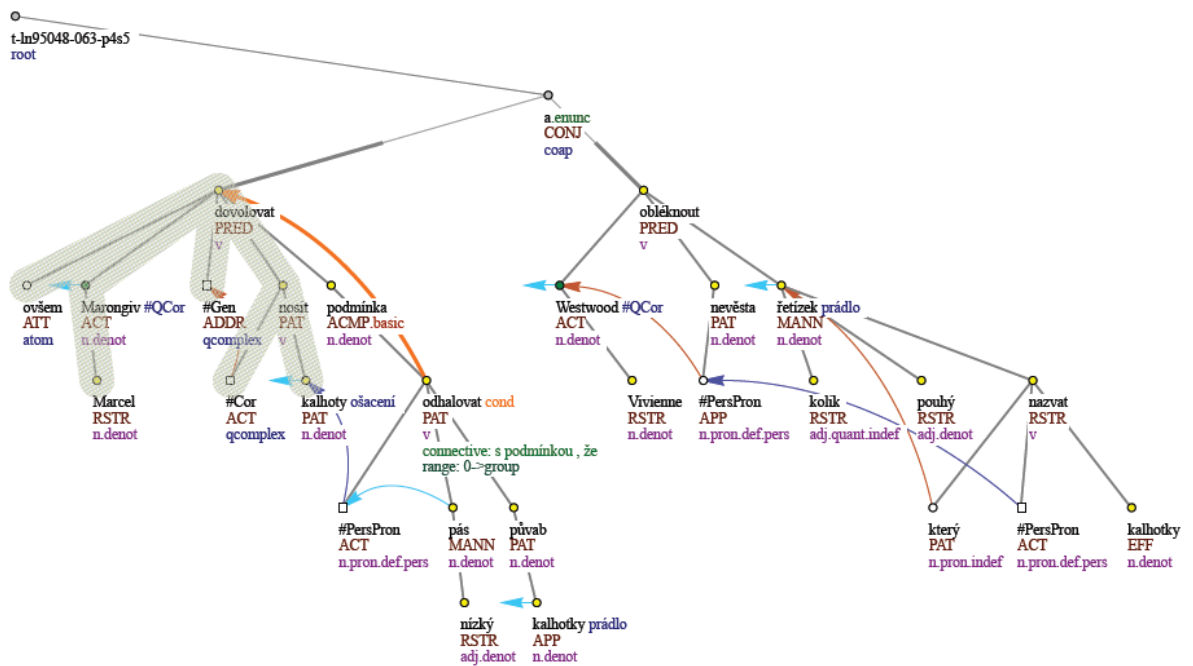 t-ln95048-063-p4s5
root
a.enunc
CONJ
coap
dovolovat
PRED
v
obléknout
PRED
v
ovšem
ATT
atom
Marongiv #QCor
ACT
n.denot
#Gen
ADDR
qcomplex
nosit
PAT
v
podmínka
ACMP.basic
n.denot
Westwood #QCor
ACT
n.denot
nevěsta
PAT
n.denot
řetízek prádlo
MANN
n.denot
Marcel
RSTR
n.denot
#Cor
ACT
qcomplex
kalhoty ošacení
PAT
n.denot
odhalovat cond
PAT
v
connective: s podmínkou , že
range: 0->group
Vivienne
RSTR
n.denot
#PersPron
APP
n.pron.def.pers
kolik
RSTR
adj.quant.indef
pouhý
RSTR
adj.denot
nazvat
RSTR
v
#PersPron
ACT
n.pron.def.pers
pás
MANN
n.denot
půvab
PAT
n.denot
který
PAT
n.pron.indef
#PersPron
ACT
n.pron.def.pers
kalhotky
EFF
n.denot
nízký
RSTR
adj.denot
kalhotky prádlo
APP
n.denot